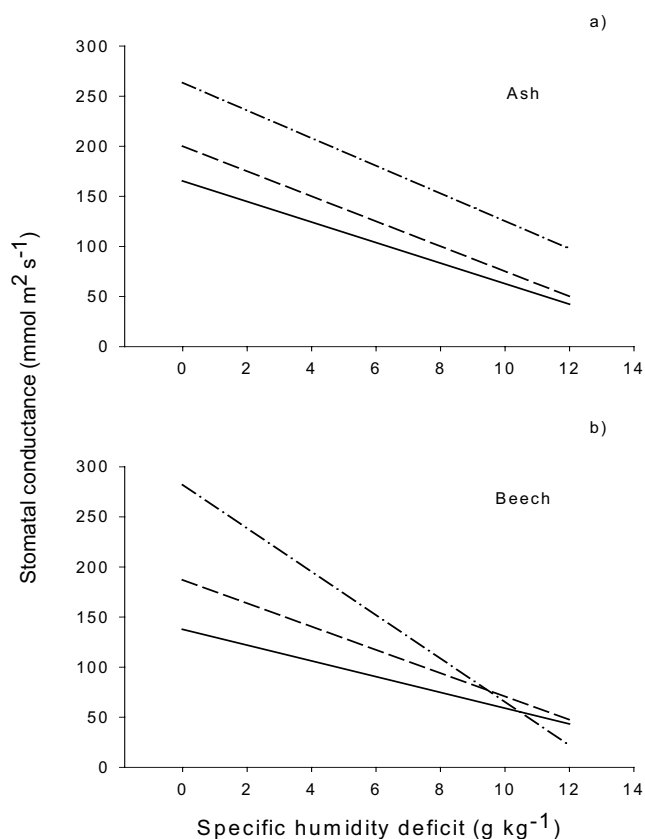 a)
300
Ash
250
200
150
100
50
0
0 2 4 6 8 10 12 14
Stomatal conductance (mmol m² s⁻¹)
b)
300
Beech
250
200
150
100
50
0
0 2 4 6 8 10 12 14
Specific humidity deficit (g kg⁻¹)